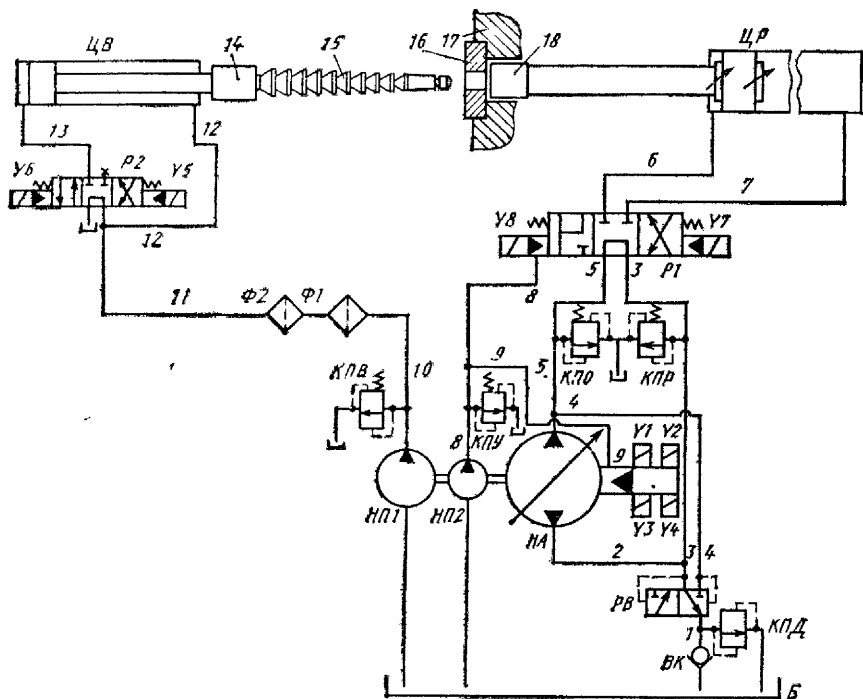 ЦВ 14 15 16 17 18 ЦР
13 12
У6 Р2 У5
12
6 7
У8 У7
5 3 Р1
8
11 Ф2 Ф1
КПВ 10
9 5 КПО КПР
4
КПУ
8
9 У1 У2
НП1 НП2 НА У3 У4
2 3 4
РВ
1 КПД
ВК
Б